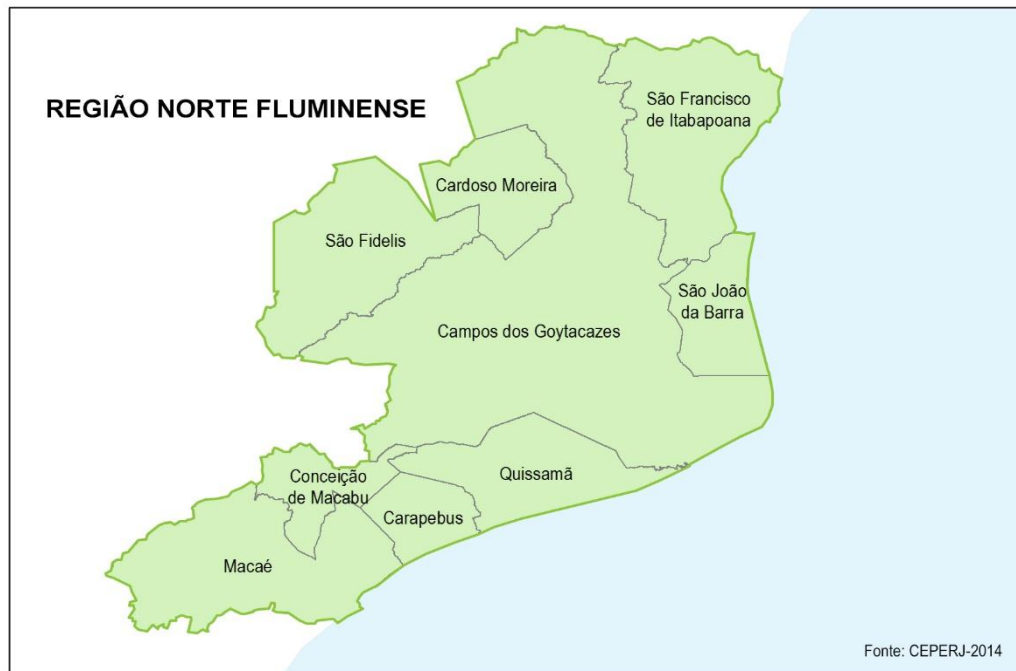 REGIÃO NORTE FLUMINENSE
São Francisco
de Itabapoana
Cardoso Moreira
São Fidelis
São João
da Barra
Campos dos Goytacazes
Conceição
de Macabu
Quissamã
Carapebus
Macaé
Fonte: CEPERJ-2014